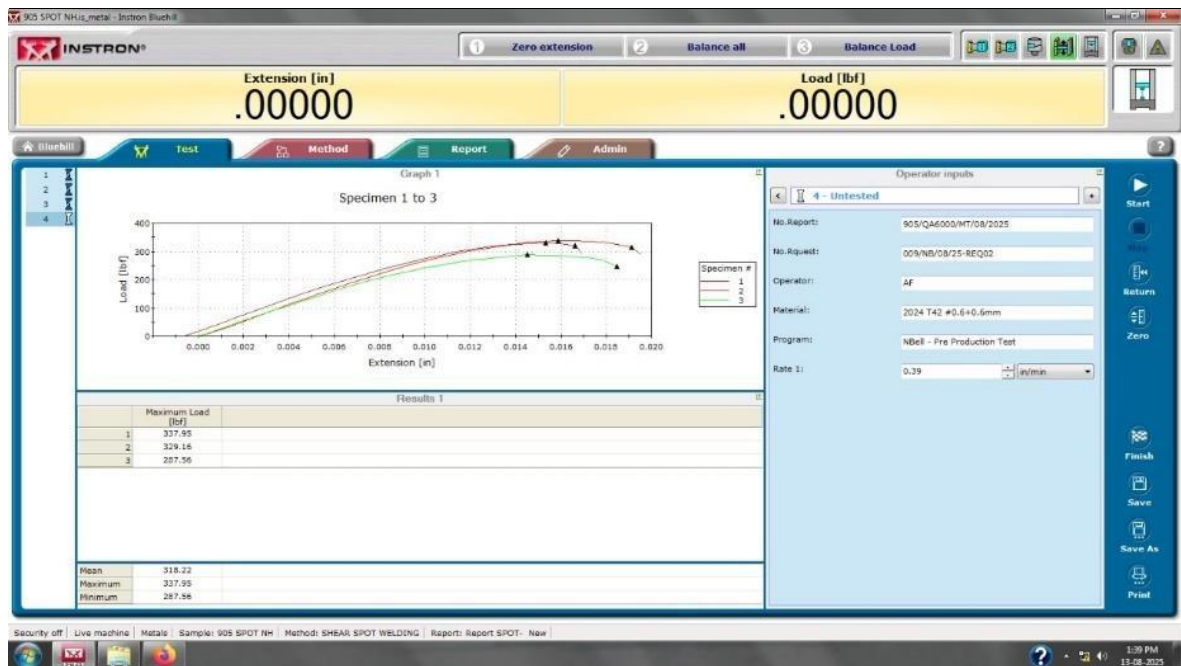 905 SPOT NH.is_metal - Instron Bluehill
INSTRON®
1 Zero extension 2 Balance all 3 Balance Load
Extension [in]
.00000
Load [lbf]
.00000
Bluehill
Test
Method
Report
Admin
?
1
2
3
4
Graph 1
Specimen 1 to 3
Load [lbf]
400
300
200
100
0
0.000 0.002 0.004 0.006 0.008 0.010 0.012 0.014 0.016 0.018 0.020
Extension [in]
Specimen #
1
2
3
Results 1
Maximum Load
[lbf]
1 337.95
2 329.16
3 287.56
Mean 318.22
Maximum 337.95
Minimum 287.56
Operator inputs
4 - Untested
No.Report: 905/QA6000/MT/08/2025
No.Rquest: 009/NB/08/25-REQ02
Operator: AF
Material: 2024 T42 #0.6+0.6mm
Program: NBell - Pre Production Test
Rate 1: 0.39 in/min
Start
Return
Zero
Finish
Save
Save As
Print
Security off Live machine Metals Sample: 905 SPOT NH Method: SHEAR SPOT WELDING Report: Report SPOT- New
1:39 PM
13-08-2025